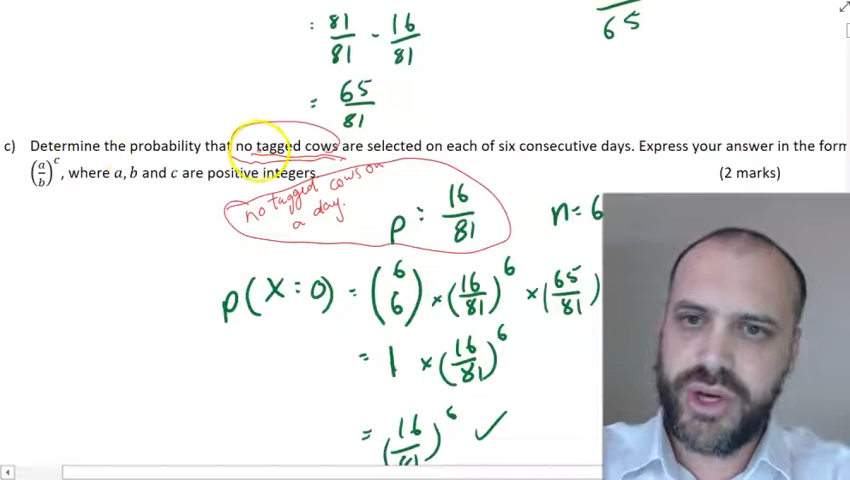 : 81/81 - 16/81
65
= 65/81
c) Determine the probability that no tagged cows are selected on each of six consecutive days. Express your answer in the form
(a/b)^c, where a, b and c are positive integers. (2 marks)
no tagged cows on
a day.
p : 16/81 n=6
p(X:0) = (6 6) × (16/81)^6 × (65/81)
= 1 × (16/81)^6
= (16/81)^6 ✓